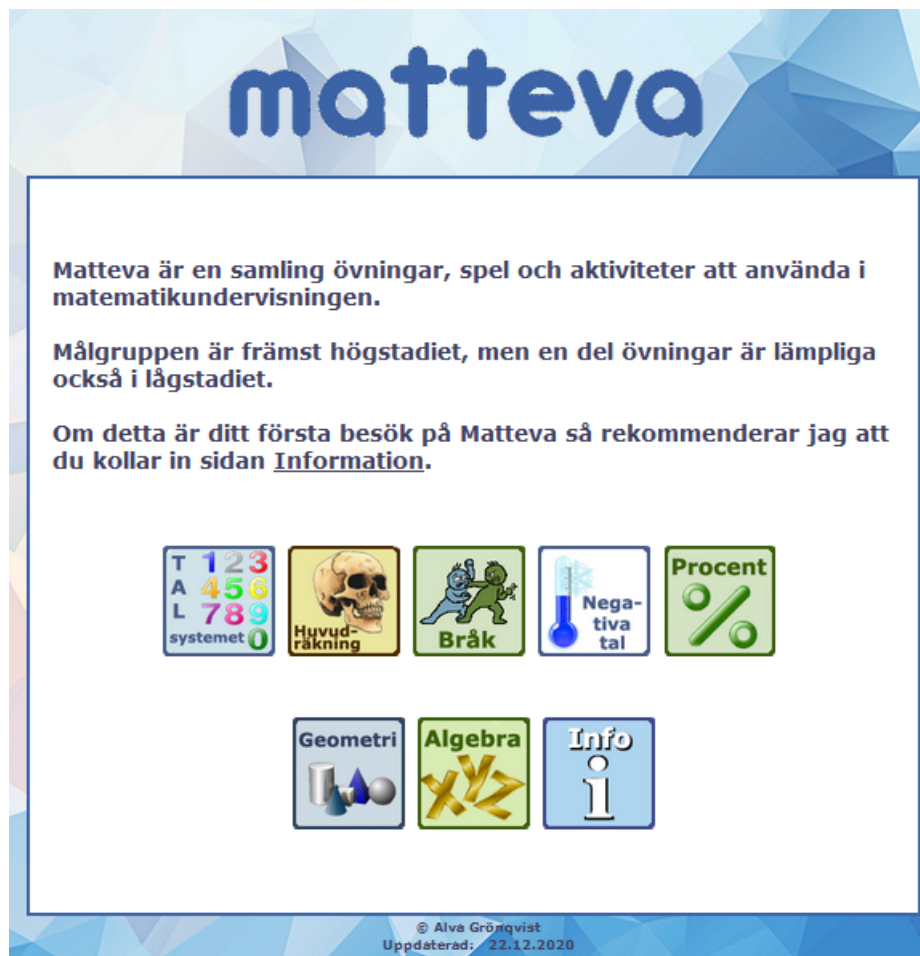 matteva
Matteva är en samling övningar, spel och aktiviteter att använda i
matematikundervisningen.
Målgruppen är främst högstadiet, men en del övningar är lämpliga
också i lågstadiet.
Om detta är ditt första besök på Matteva så rekommenderar jag att
du kollar in sidan Information.
T 123
A 456
L 789
systemet 0
Huvud-
räkning
Bråk
Nega-
tiva
tal
Procent
%
Geometri
Algebra
XYZ
Info
i
© Alva Grönqvist
Uppdaterad: 22.12.2020